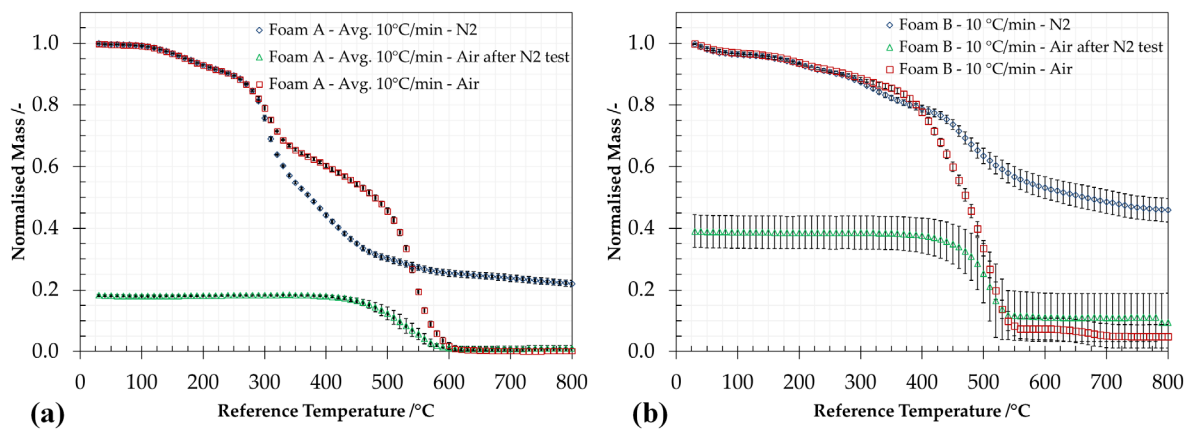 Foam A - Avg. 10°C/min - N2
Foam A - Avg. 10°C/min - Air after N2 test
Foam A - Avg. 10°C/min - Air
Normalised Mass /-
1.0
0.8
0.6
0.4
0.2
0.0
0 100 200 300 400 500 600 700 800
Reference Temperature /°C
(a)
Foam B - 10 °C/min - N2
Foam B - 10 °C/min - Air after N2 test
Foam B - 10 °C/min - Air
Normalised Mass /-
1.0
0.8
0.6
0.4
0.2
0.0
0 100 200 300 400 500 600 700 800
Reference Temperature /°C
(b)